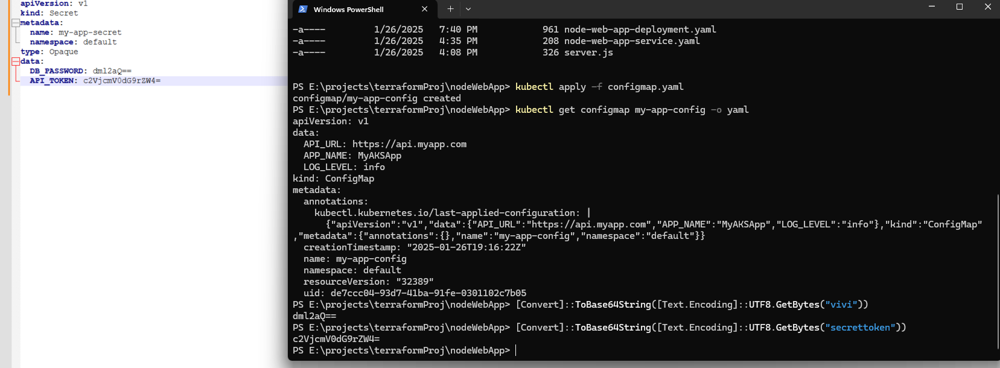 apiVersion: v1
kind: Secret
metadata:
  name: my-app-secret
  namespace: default
type: Opaque
data:
  DB_PASSWORD: dml2aQ==
  API_TOKEN: c2VjcmV0dG9rZW4=
Windows PowerShell
-a----         1/26/2025   7:40 PM            961 node-web-app-deployment.yaml
-a----         1/26/2025   4:35 PM            208 node-web-app-service.yaml
-a----         1/26/2025   4:08 PM            326 server.js
PS E:\projects\terraformProj\nodeWebApp> kubectl apply -f configmap.yaml
configmap/my-app-config created
PS E:\projects\terraformProj\nodeWebApp> kubectl get configmap my-app-config -o yaml
apiVersion: v1
data:
  API_URL: https://api.myapp.com
  APP_NAME: MyAKSApp
  LOG_LEVEL: info
kind: ConfigMap
metadata:
  annotations:
    kubectl.kubernetes.io/last-applied-configuration: |
      {"apiVersion":"v1","data":{"API_URL":"https://api.myapp.com","APP_NAME":"MyAKSApp","LOG_LEVEL":"info"},"kind":"ConfigMap"
,"metadata":{"annotations":{},"name":"my-app-config","namespace":"default"}}
  creationTimestamp: "2025-01-26T19:16:22Z"
  name: my-app-config
  namespace: default
  resourceVersion: "32389"
  uid: de7ccc04-93d7-41ba-91fe-0301102c7b05
PS E:\projects\terraformProj\nodeWebApp> [Convert]::ToBase64String([Text.Encoding]::UTF8.GetBytes("vivi"))
dml2aQ==
PS E:\projects\terraformProj\nodeWebApp> [Convert]::ToBase64String([Text.Encoding]::UTF8.GetBytes("secrettoken"))
c2VjcmV0dG9rZW4=
PS E:\projects\terraformProj\nodeWebApp>